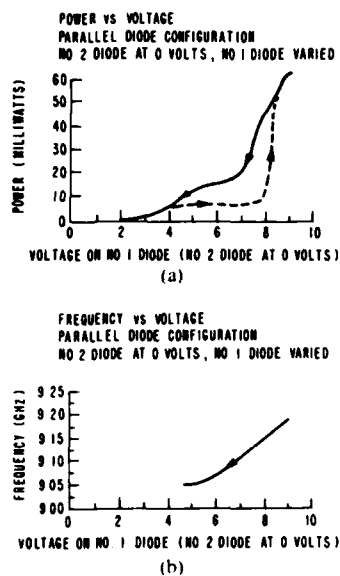 POWER vs VOLTAGE
PARALLEL DIODE CONFIGURATION
NO 2 DIODE AT 0 VOLTS, NO 1 DIODE VARIED
POWER (MILLIWATTS)
60
50
40
30
20
10
0
0 2 4 6 8 10
VOLTAGE ON NO 1 DIODE (NO 2 DIODE AT 0 VOLTS)
(a)
FREQUENCY vs VOLTAGE
PARALLEL DIODE CONFIGURATION
NO 2 DIODE AT 0 VOLTS, NO 1 DIODE VARIED
FREQUENCY (GHZ)
9 25
9 20
9 15
9 10
9 05
9 00
0 2 4 6 8 10
VOLTAGE ON NO. 1 DIODE (NO 2 DIODE AT 0 VOLTS)
(b)